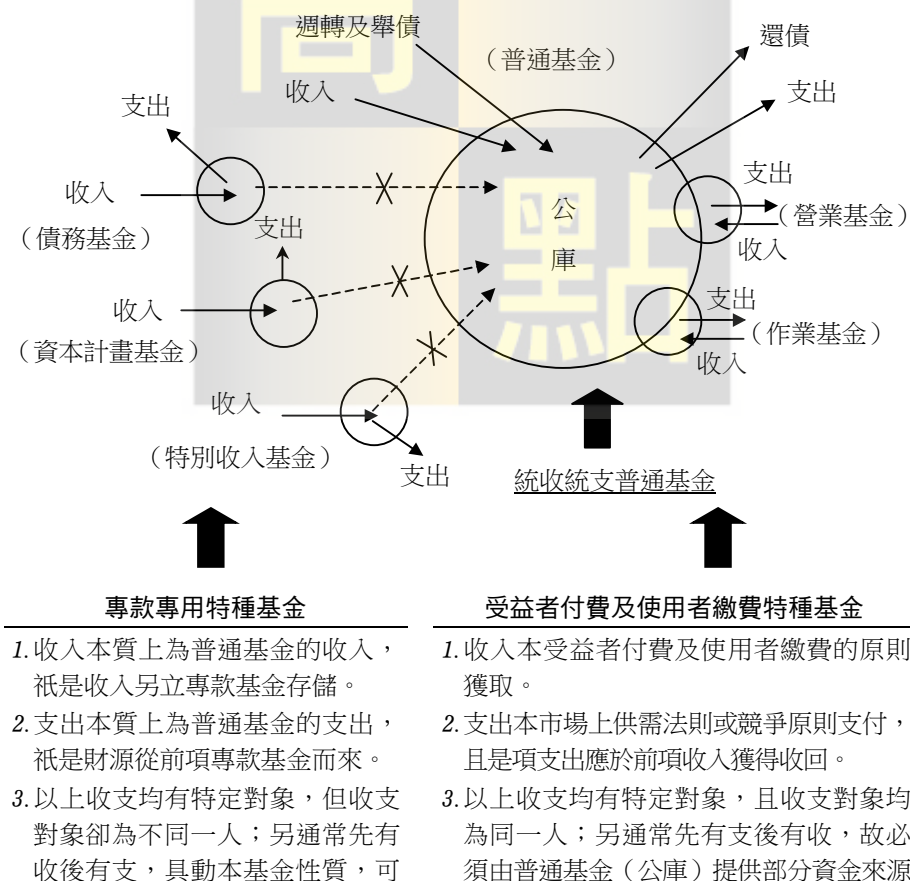 高
點
週轉及舉債
（普通基金）
還債
收入
支出
支出
收入
（債務基金）
支出
公
庫
支出
（營業基金）
收入
收入
（資本計畫基金）
支出
（作業基金）
收入
收入
（特別收入基金）
支出
統收統支普通基金
專款專用特種基金
1.收入本質上為普通基金的收入，
祇是收入另立專款基金存儲。
2.支出本質上為普通基金的支出，
祇是財源從前項專款基金而來。
3.以上收支均有特定對象，但收支
對象卻為不同一人；另通常先有
收後有支，具動本基金性質，可
受益者付費及使用者繳費特種基金
1.收入本受益者付費及使用者繳費的原則
獲取。
2.支出本市場上供需法則或競爭原則支付，
且是項支出應於前項收入獲得收回。
3.以上收支均有特定對象，且收支對象均
為同一人；另通常先有支後有收，故必
須由普通基金（公庫）提供部分資金來源